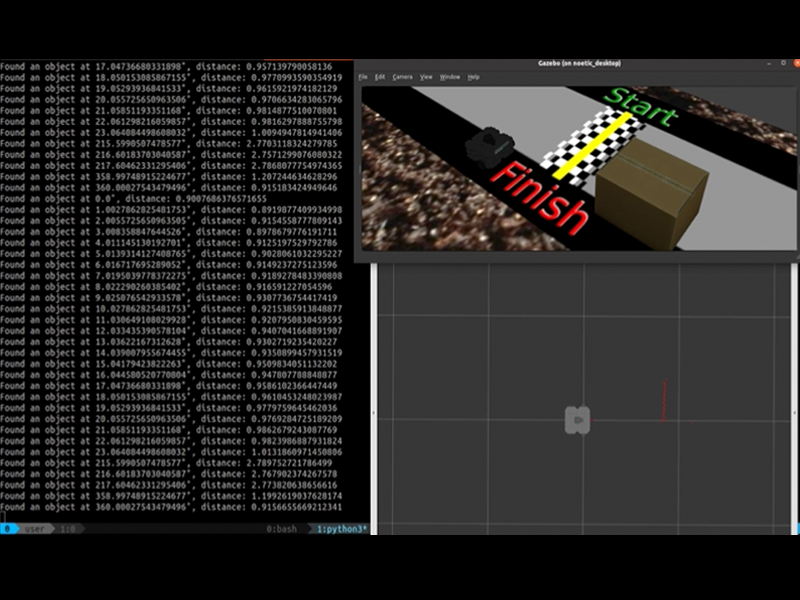 Found an object at 17.04736680331898°, distance: 0.957139790058136
Found an object at 18.050153085867155°, distance: 0.9770993590354919
Found an object at 19.05293936841533°, distance: 0.9615921974182129
Found an object at 20.055725650963506°, distance: 0.9706634283065796
Found an object at 21.05851193351168°, distance: 0.9814877510070801
Found an object at 22.061298216059857°, distance: 0.9816297888755798
Found an object at 23.064084498608032°, distance: 1.0094947814941406
Found an object at 215.5990507478577°, distance: 2.7703118324279785
Found an object at 216.60183703040587°, distance: 2.7571299076080322
Found an object at 217.60462331295406°, distance: 2.7868077754974365
Found an object at 358.99748915224677°, distance: 1.207244634628296
Found an object at 360.00027543479496°, distance: 0.915183424949646
Found an object at 0.0°, distance: 0.9007686376571655
Found an object at 1.0027862825481753°, distance: 0.8919877409934998
Found an object at 2.0055725650963505°, distance: 0.9154558777809143
Found an object at 3.008358847644526°, distance: 0.8978679776191711
Found an object at 4.011145130192701°, distance: 0.9125197529792786
Found an object at 5.0139314127408765°, distance: 0.9028061032295227
Found an object at 6.016717695289052°, distance: 0.9149237275123596
Found an object at 7.0195039778372275°, distance: 0.9189278483390808
Found an object at 8.022290260385402°, distance: 0.916591227054596
Found an object at 9.025076542933578°, distance: 0.9307736754417419
Found an object at 10.027862825481753°, distance: 0.9215385913848877
Found an object at 11.030649108029928°, distance: 0.9207950830459595
Found an object at 12.033435390578104°, distance: 0.9407041668891907
Found an object at 13.03622167312628°, distance: 0.9302719235420227
Found an object at 14.039007955674455°, distance: 0.9350899457931519
Found an object at 15.04179423822263°, distance: 0.9509834051132202
Found an object at 16.044580520770804°, distance: 0.947807788848877
Found an object at 17.04736680331898°, distance: 0.9586102366447449
Found an object at 18.050153085867155°, distance: 0.9610453248023987
Found an object at 19.05293936841533°, distance: 0.9779759645462036
Found an object at 20.055725650963506°, distance: 0.9769284725189209
Found an object at 21.05851193351168°, distance: 0.986267924308777
Found an object at 22.061298216059857°, distance: 0.9823986887931824
Found an object at 23.064084498608032°, distance: 1.0131860971450806
Found an object at 215.5990507478577°, distance: 2.789752721786499
Found an object at 216.60183703040587°, distance: 2.767902374267578
Found an object at 217.60462331295406°, distance: 2.773820638656616
Found an object at 358.99748915224677°, distance: 1.1992619037628174
Found an object at 360.00027543479496°, distance: 0.9156655669212341
0 user 1:0 0:bash 1:python3*
Gazebo (on noetic_desktop)
File Edit Camera View Window Help
Start
Finish